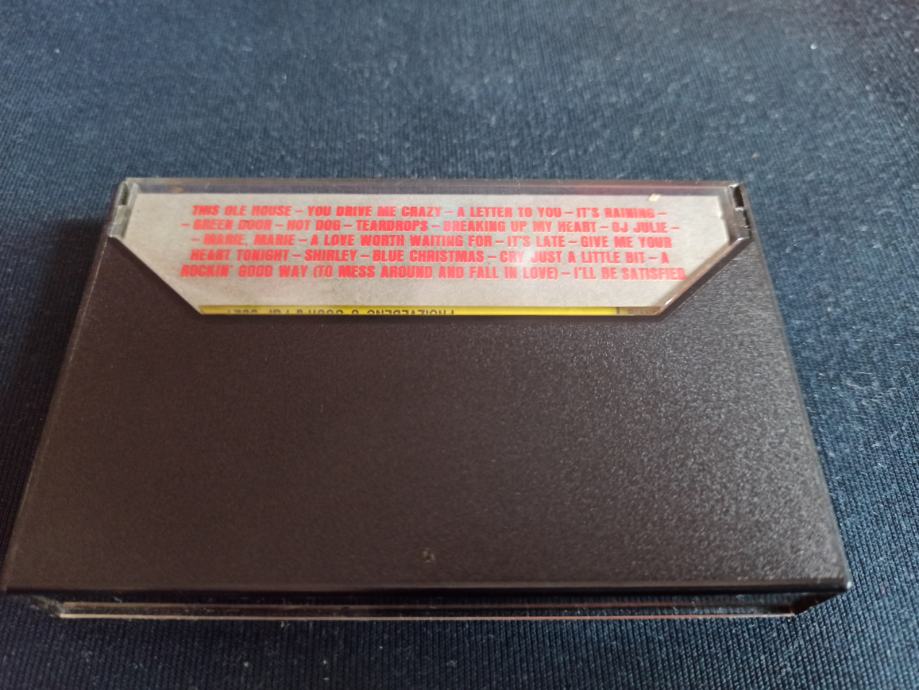 THIS OLE HOUSE – YOU DRIVE ME CRAZY – A LETTER TO YOU – IT'S RAINING –
– GREEN DOOR – HOT DOG – TEARDROPS – BREAKING UP MY HEART – OJ JULIE –
– MARIE, MARIE – A LOVE WORTH WAITING FOR – IT'S LATE – GIVE ME YOUR
HEART TONIGHT – SHIRLEY – BLUE CHRISTMAS – CRY JUST A LITTLE BIT – A
ROCKIN' GOOD WAY (TO MESS AROUND AND FALL IN LOVE) – I'LL BE SATISFIED